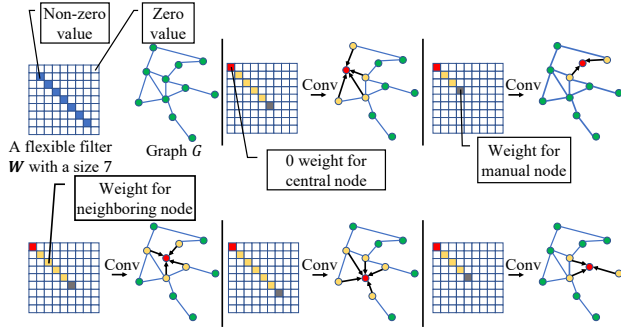 Non-zero
value
Zero
value
Conv
Conv
A flexible filter
W with a size 7
Graph G
0 weight for
central node
Weight for
manual node
Weight for
neighboring node
Conv
Conv
Conv